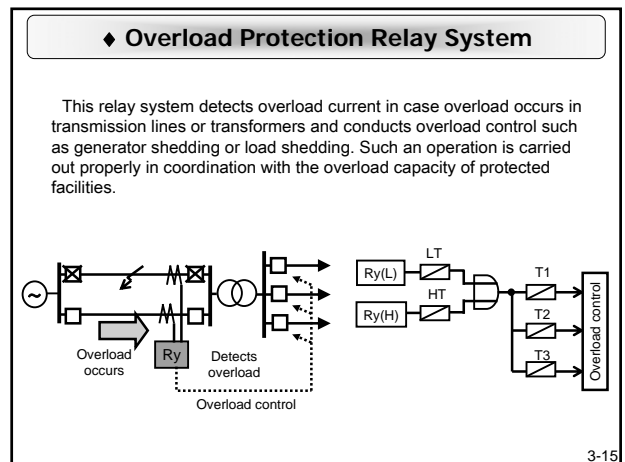 ♦ Overload Protection Relay System
This relay system detects overload current in case overload occurs in
transmission lines or transformers and conducts overload control such
as generator shedding or load shedding. Such an operation is carried
out properly in coordination with the overload capacity of protected
facilities.
~
Overload
occurs
Ry
Detects
overload
Overload control
Ry(L)
LT
Ry(H)
HT
T1
T2
T3
Overload control
3-15